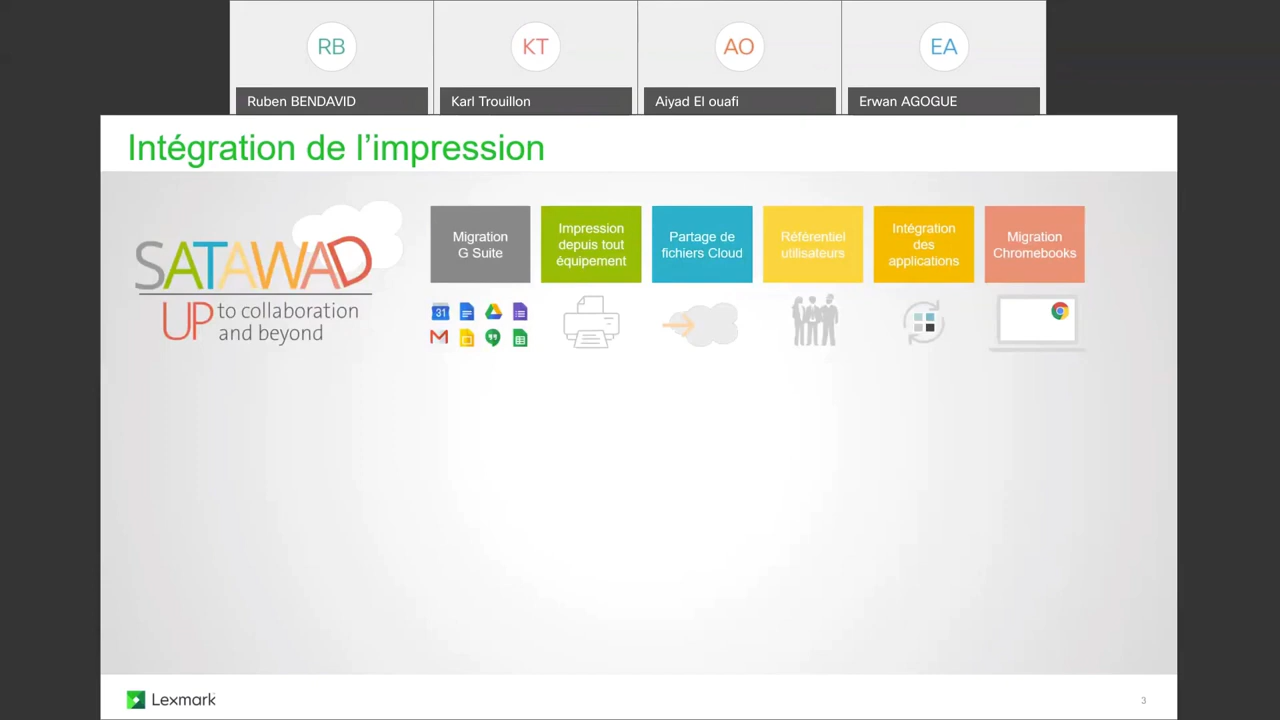 RB
KT
AO
EA
Ruben BENDAVID
Karl Trouillon
Aiyad El ouafi
Erwan AGOGUE
Intégration de l’impression
SATAWAD
UP to collaboration
and beyond
Migration
G Suite
Impression
depuis tout
équipement
Partage de
fichiers Cloud
Référentiel
utilisateurs
Intégration
des
applications
Migration
Chromebooks
31
Lexmark
3